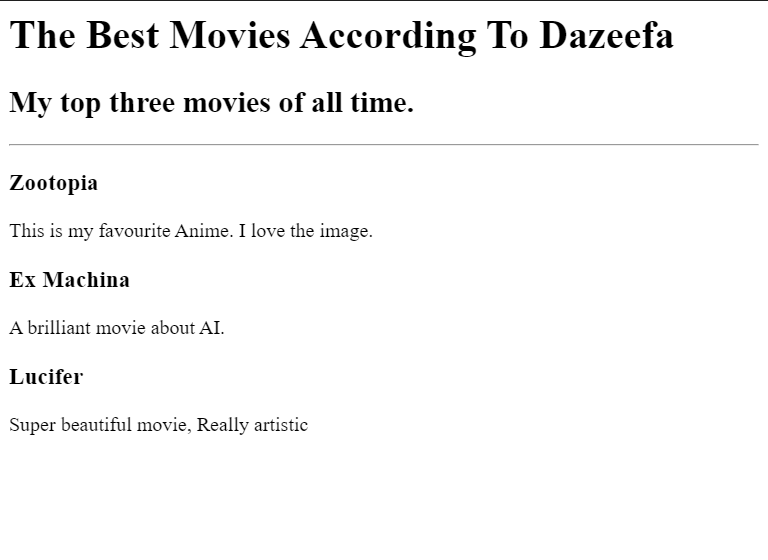 The Best Movies According To Dazeefa
My top three movies of all time.
Zootopia
This is my favourite Anime. I love the image.
Ex Machina
A brilliant movie about AI.
Lucifer
Super beautiful movie, Really artistic